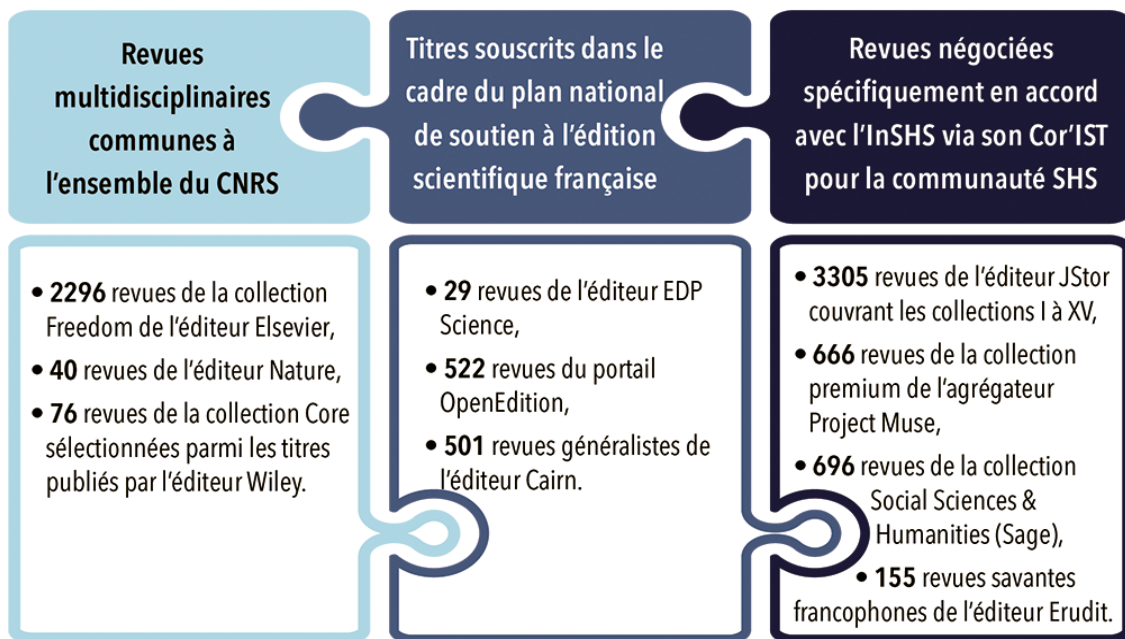 Revues
multidisciplinaires
communes à
l’ensemble du CNRS
• 2296 revues de la collection
Freedom de l’éditeur Elsevier,
• 40 revues de l’éditeur Nature,
• 76 revues de la collection Core
sélectionnées parmi les titres
publiés par l’éditeur Wiley.
Titres souscrits dans le
cadre du plan national
de soutien à l’édition
scientifique française
• 29 revues de l’éditeur EDP
Science,
• 522 revues du portail
OpenEdition,
• 501 revues généralistes de
l’éditeur Cairn.
Revues négociées
spécifiquement en accord
avec l’InSHS via son Cor’IST
pour la communauté SHS
• 3305 revues de l’éditeur JStor
couvrant les collections I à XV,
• 666 revues de la collection
premium de l’agrégateur
Project Muse,
• 696 revues de la collection
Social Sciences &
Humanities (Sage),
• 155 revues savantes
francophones de l’éditeur Erudit.